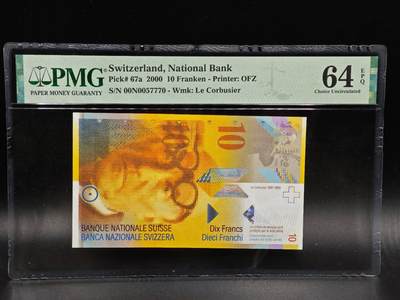 PMG
PAPER MONEY GUARANTY
Switzerland, National Bank
Pick# 67a 2000 10 Franken - Printer: OFZ
S/N 00N0057770 - Wmk: Le Corbusier
64 EPQ
Choice Uncirculated
10
BANQUE NATIONALE SUISSE
BANCA NAZIONALE SVIZZERA
Dix Francs
Dieci Franchi
10